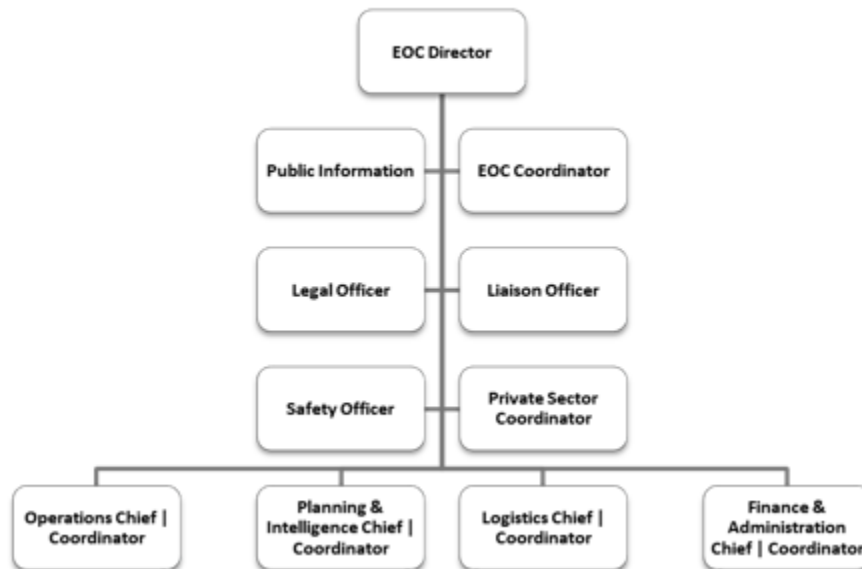 EOC Director
Public Information
EOC Coordinator
Legal Officer
Liaison Officer
Safety Officer
Private Sector
Coordinator
Operations Chief |
Coordinator
Planning &
Intelligence Chief |
Coordinator
Logistics Chief |
Coordinator
Finance &
Administration
Chief | Coordinator